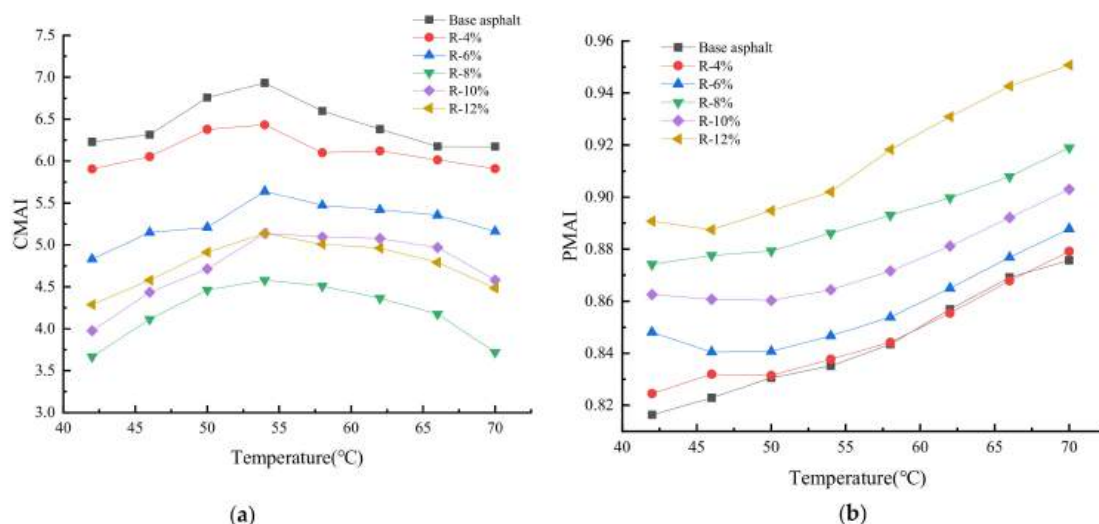 7.5
7.0
6.5
6.0
5.5
5.0
4.5
4.0
3.5
3.0
CMAI
40 45 50 55 60 65 70
Temperature(℃)
Base asphalt
R-4%
R-6%
R-8%
R-10%
R-12%
(a)
0.96
0.94
0.92
0.90
0.88
0.86
0.84
0.82
PMAI
40 45 50 55 60 65 70
Temperature(℃)
Base asphalt
R-4%
R-6%
R-8%
R-10%
R-12%
(b)